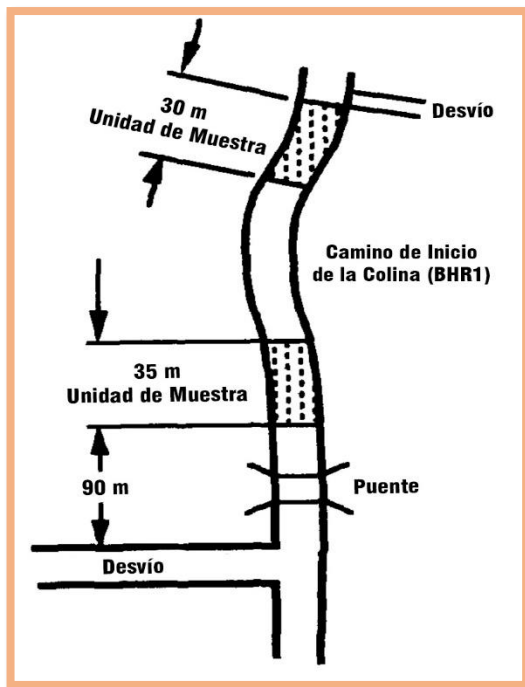 30 m
Unidad de Muestra
Desvío
Camino de Inicio
de la Colina (BHR1)
35 m
Unidad de Muestra
90 m
Puente
Desvío